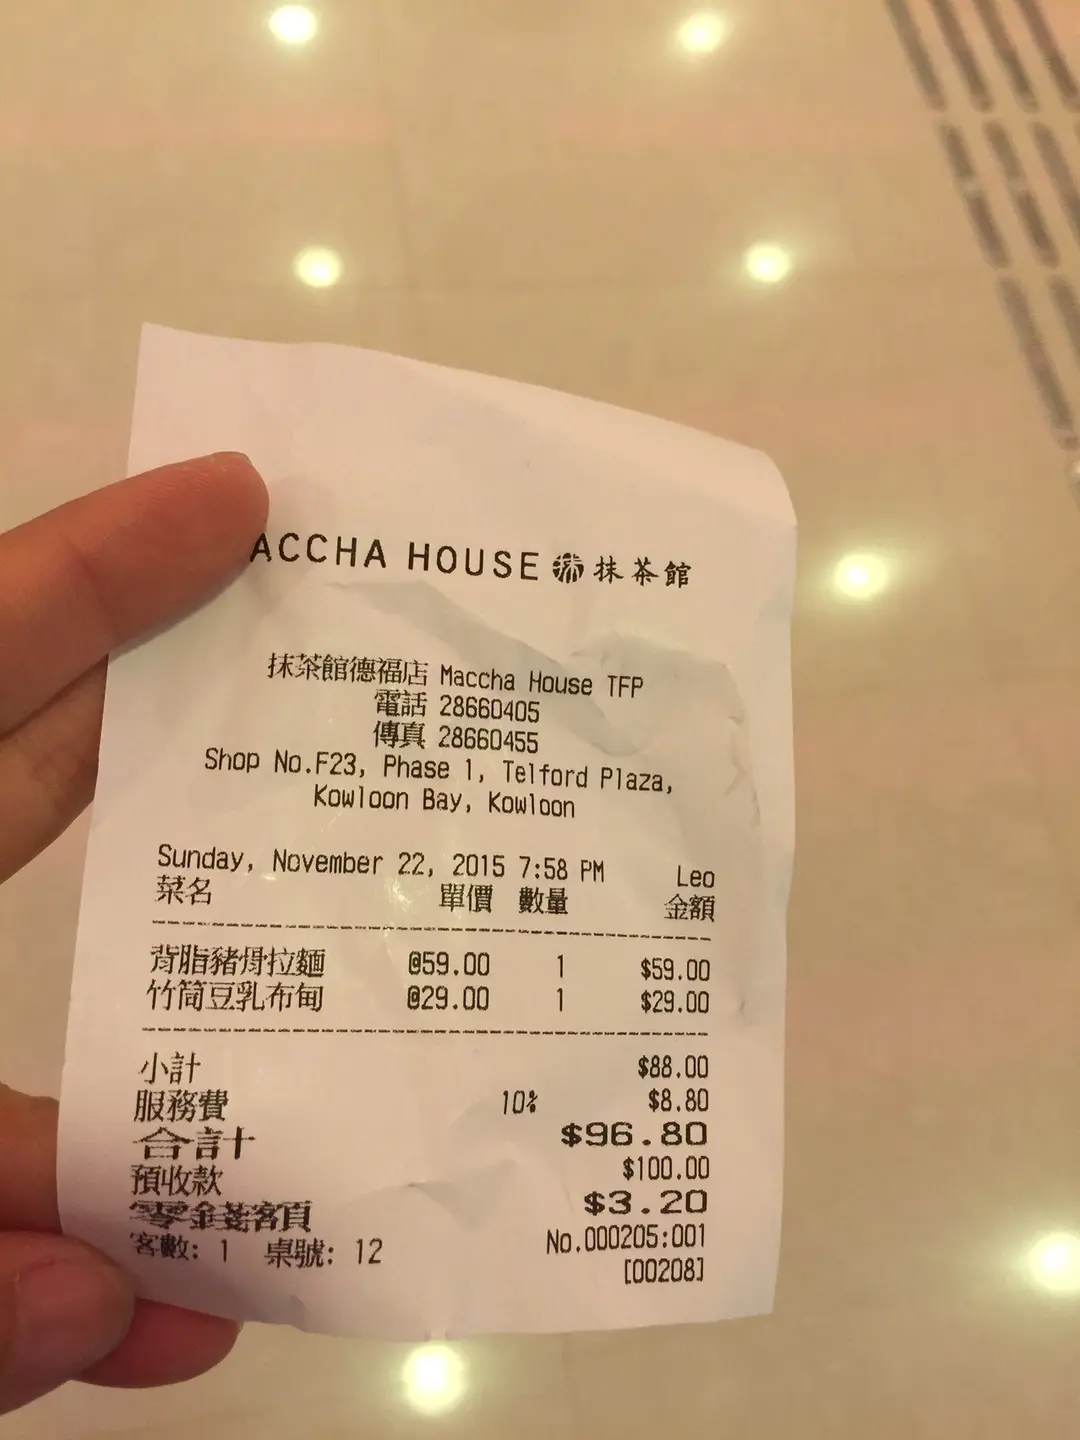 ACCHA HOUSE 抹茶館
抹茶館德福店 Maccha House TFP
電話 28660405
傳真 28660455
Shop No.F23, Phase 1, Telford Plaza,
Kowloon Bay, Kowloon
Sunday, November 22, 2015 7:58 PM Leo
菜名 單價 數量 金額
背脂豬骨拉麵 @59.00 1 $59.00
竹筒豆乳布甸 @29.00 1 $29.00
小計 $88.00
服務費 10% $8.80
合計 $96.80
預收款 $100.00
零錢客頁 $3.20
客數: 1 桌號: 12 No.000205:001
[00208]